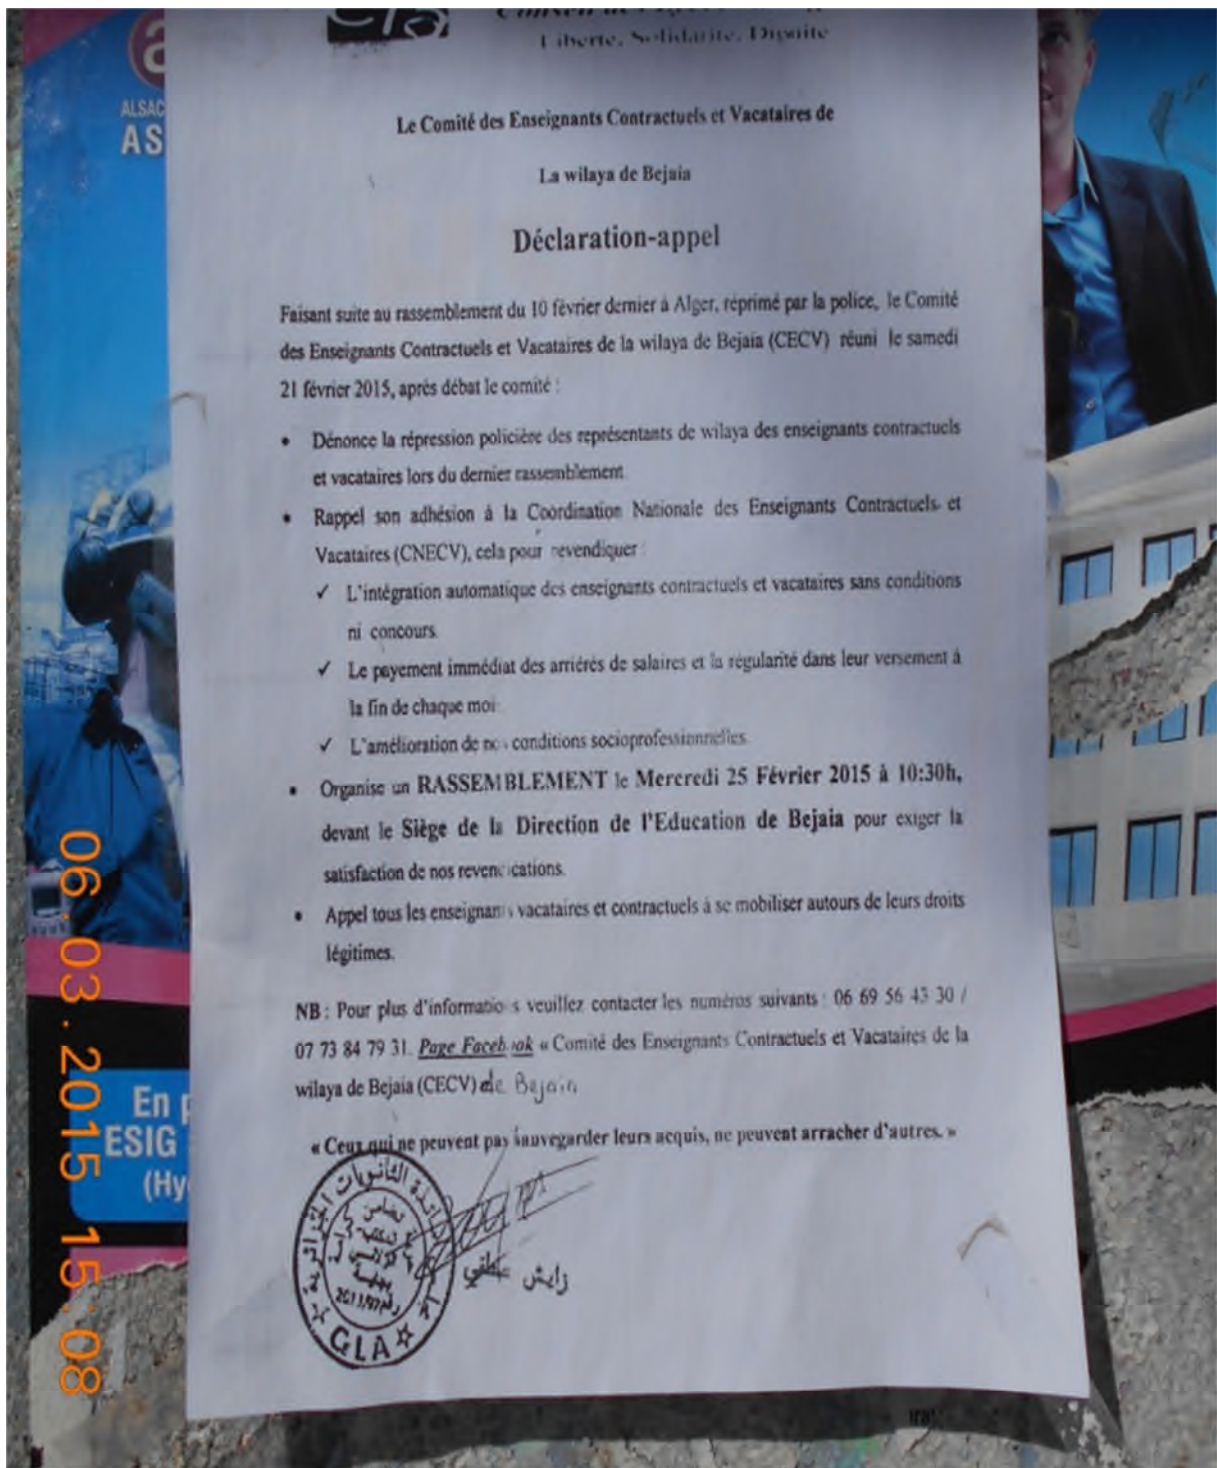 Liberté, Solidarité, Dignité
Le Comité des Enseignants Contractuels et Vacataires de
La wilaya de Bejaia
Déclaration-appel
Faisant suite au rassemblement du 10 février dernier à Alger, réprimé par la police, le Comité
des Enseignants Contractuels et Vacataires de la wilaya de Bejaia (CECV) réuni le samedi
21 février 2015, après débat le comité :
• Dénonce la répression policière des représentants de wilaya des enseignants contractuels
et vacataires lors du dernier rassemblement
• Rappel son adhésion à la Coordination Nationale des Enseignants Contractuels et
Vacataires (CNECV), cela pour revendiquer :
✓ L'intégration automatique des enseignants contractuels et vacataires sans conditions
ni concours.
✓ Le payement immédiat des arriérés de salaires et la régularité dans leur versement à
la fin de chaque moi
✓ L'amélioration de nos conditions socioprofessionnelles.
• Organise un RASSEMBLEMENT le Mercredi 25 Février 2015 à 10:30h,
devant le Siège de la Direction de l'Education de Bejaia pour exiger la
satisfaction de nos revendications.
• Appel tous les enseignants vacataires et contractuels à se mobiliser autours de leurs droits
légitimes.
NB : Pour plus d'informations veuillez contacter les numéros suivants : 06 69 56 43 30 /
07 73 84 79 31. Page Facebook « Comité des Enseignants Contractuels et Vacataires de la
wilaya de Bejaia (CECV) de Bejaia
« Ceux qui ne peuvent pas sauvegarder leurs acquis, ne peuvent arracher d'autres. »
الثانويات الجزائرية
CLA
زايش
ALSAC
AS
En p
ESIG
(Hy
06.03.2015 15:08